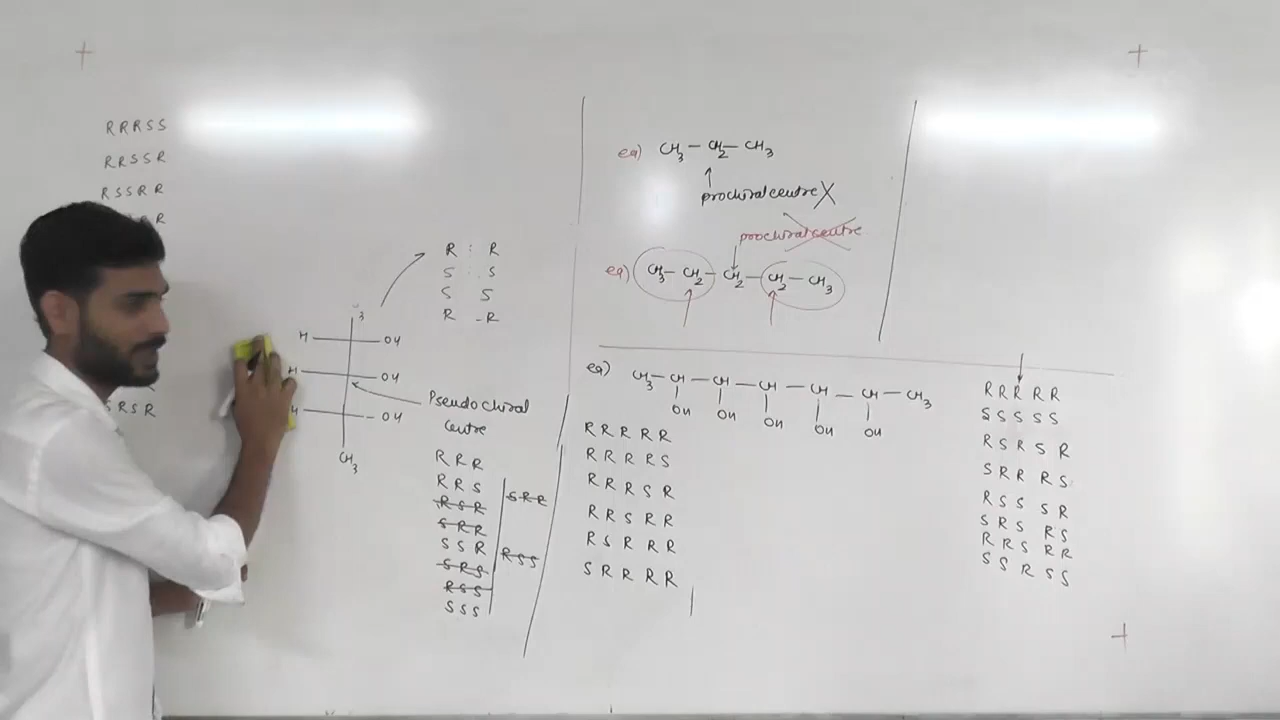 RRRSS
RRSSR
RSSRR
R
SRSR
R : R
S : S
S S
R - R
3
H OH
H OH
H - OH
CH3
Pseudochiral
centre
RRR
RRS
RSR
SRR
SSR
SRS
RSS
SSS
SRR
RSS
eg) CH3 - CH2 - CH3
prochiral centre X
prochiral centre
eg) CH3 - CH2 - CH2 - CH2 - CH3
eg) CH3 - CH - CH - CH - CH - CH - CH3
OH OH OH OH OH
RRRRR
RRRRS
RRRSR
RRSRR
RSRRR
SRRRR
RRRRR
SSSSS
RSRSR
SRRRS
RSSSR
SRSRS
RRSRR
SSRSS